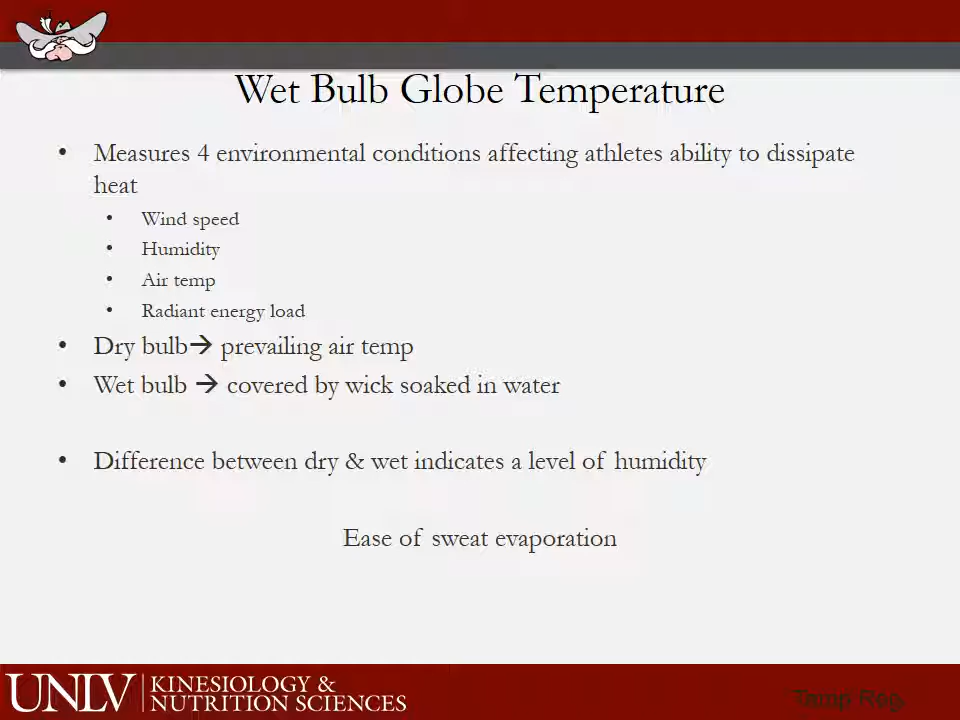 Wet Bulb Globe Temperature
• Measures 4 environmental conditions affecting athletes ability to dissipate
heat
• Wind speed
• Humidity
• Air temp
• Radiant energy load
• Dry bulb→ prevailing air temp
• Wet bulb → covered by wick soaked in water
• Difference between dry & wet indicates a level of humidity
Ease of sweat evaporation
UNLV KINESIOLOGY &
NUTRITION SCIENCES
Temp Reg.